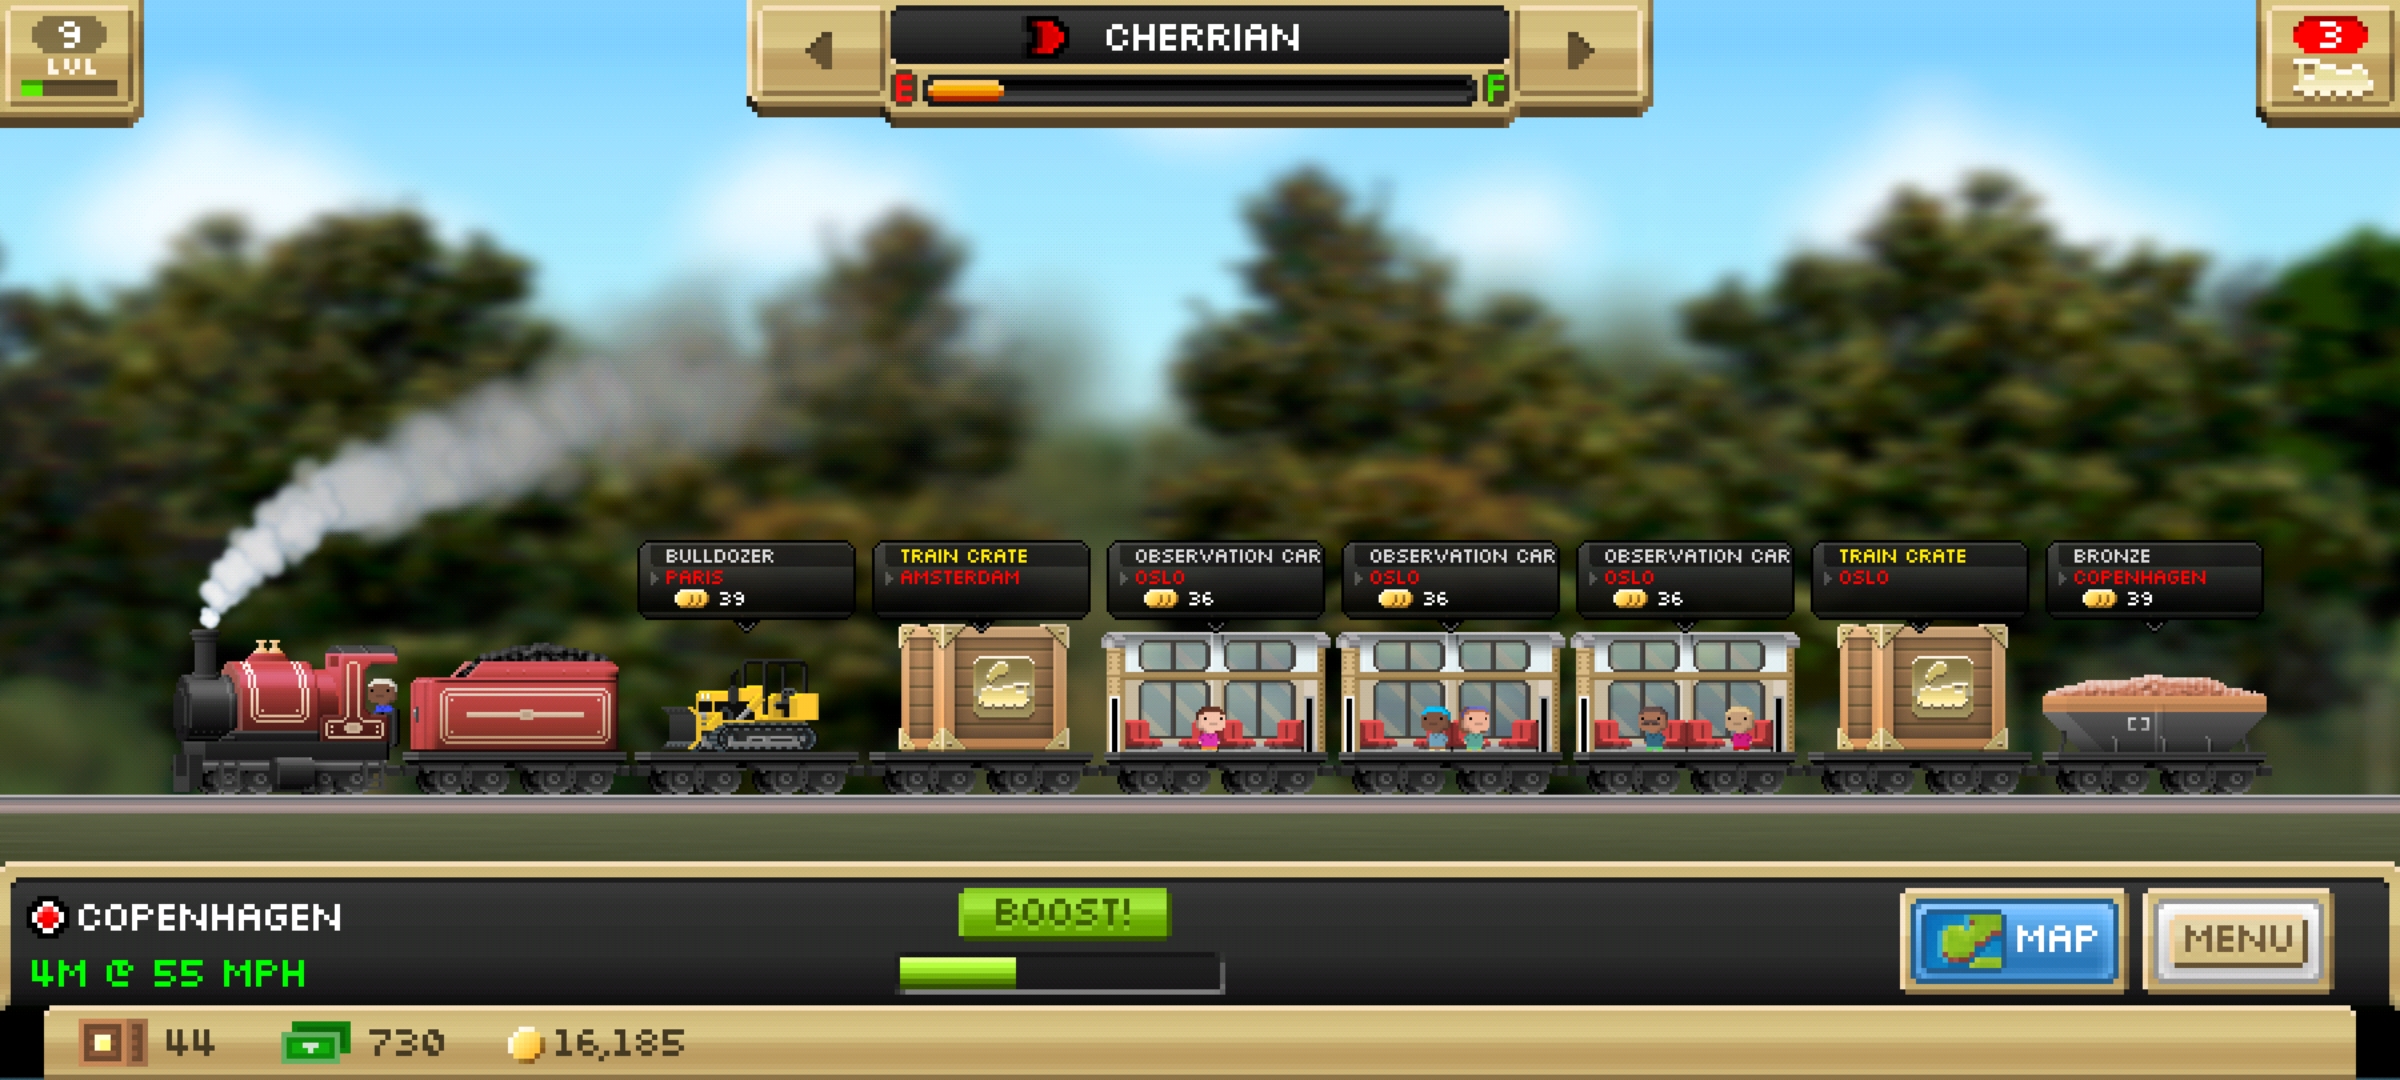 9
LVL
CHERRIAN
E F
3
BULLDOZER
PARIS
39
TRAIN CRATE
AMSTERDAM
OBSERVATION CAR
OSLO
36
OBSERVATION CAR
OSLO
36
OBSERVATION CAR
OSLO
36
TRAIN CRATE
OSLO
BRONZE
COPENHAGEN
39
COPENHAGEN
4M @ 55 MPH
BOOST!
MAP
MENU
44 730 16,185